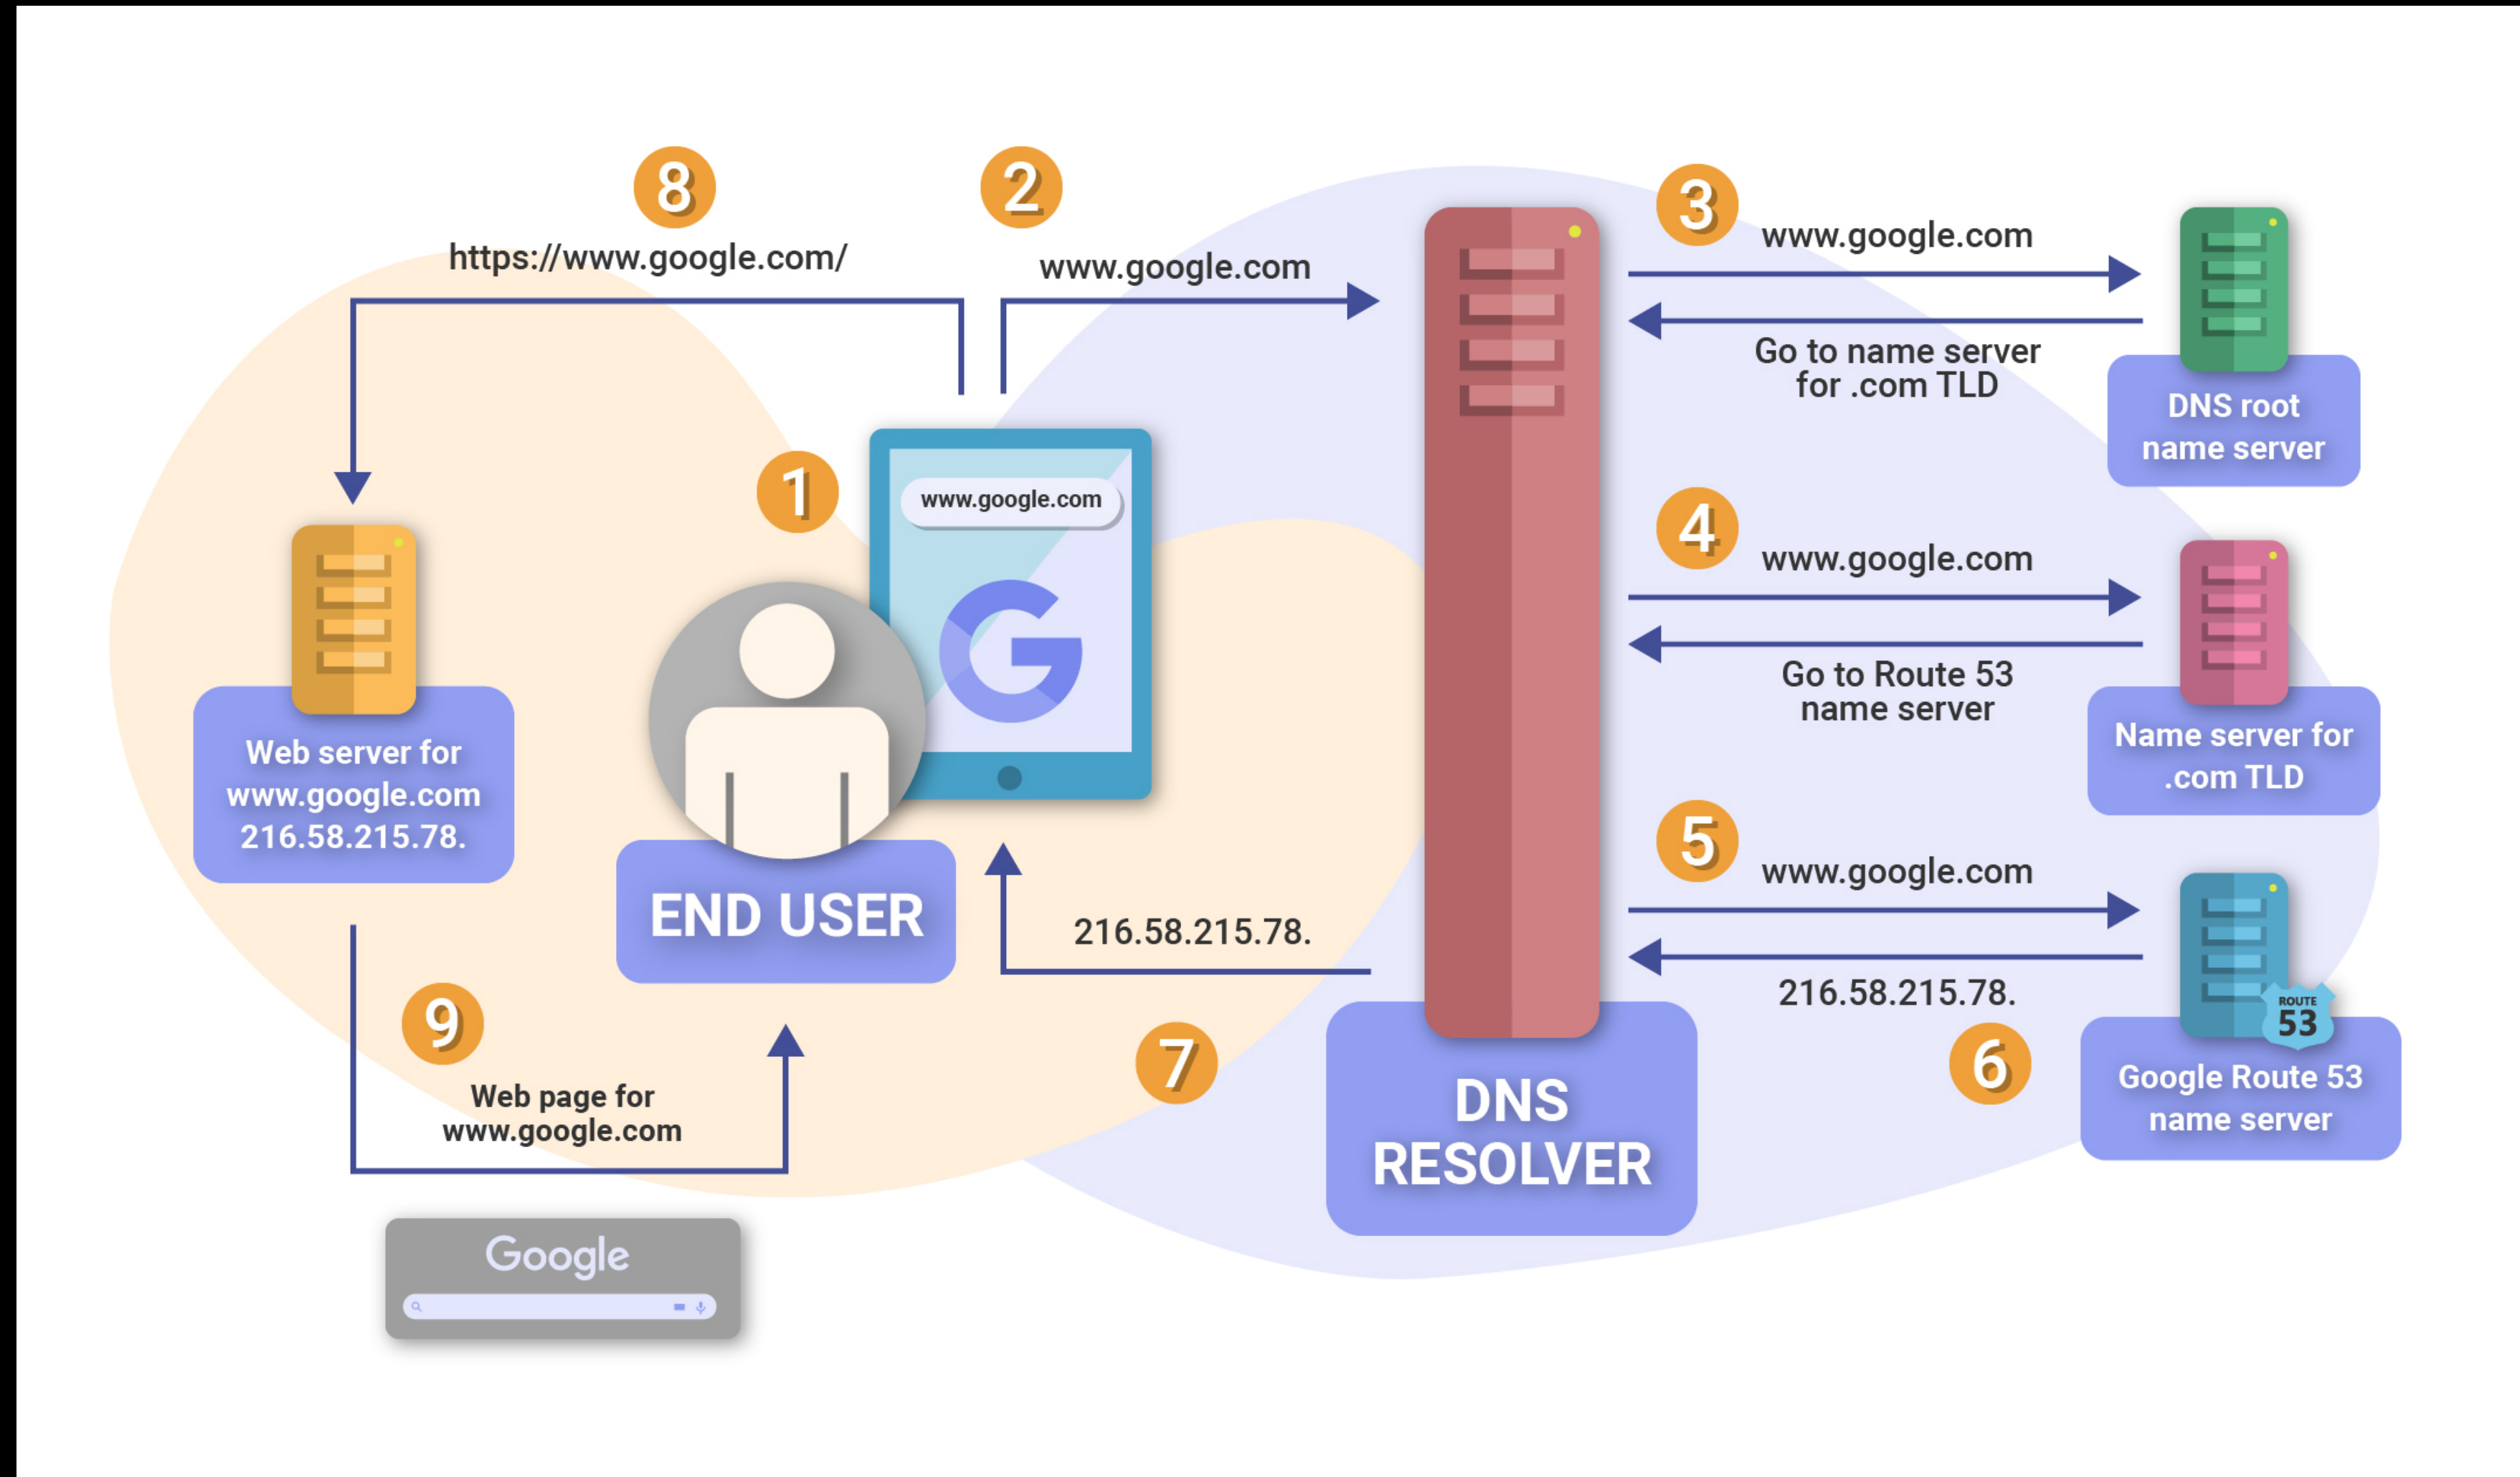 8
https://www.google.com/
2
www.google.com
3
www.google.com
Go to name server
for .com TLD
DNS root
name server
1
www.google.com
G
4
www.google.com
Go to Route 53
name server
Name server for
.com TLD
Web server for
www.google.com
216.58.215.78.
END USER
216.58.215.78.
7
5
www.google.com
216.58.215.78.
6
ROUTE
53
Google Route 53
name server
DNS
RESOLVER
9
Web page for
www.google.com
Google